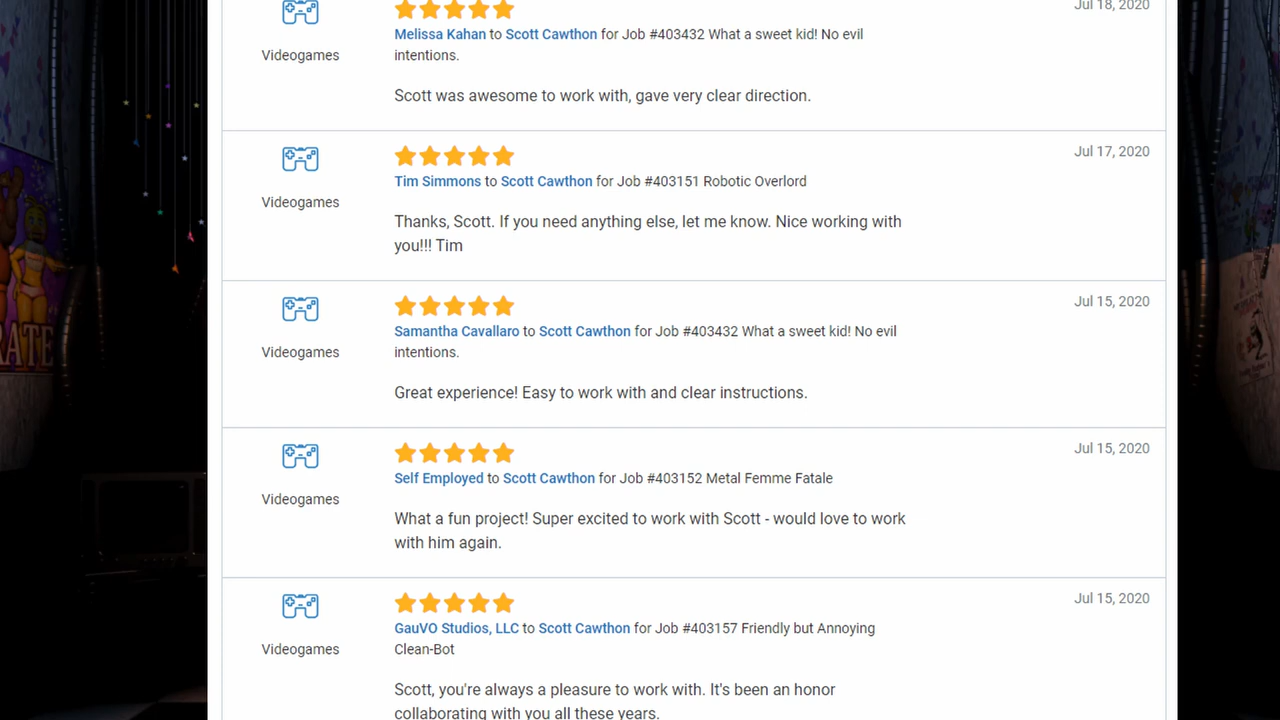 Jul 18, 2020
Melissa Kahan to Scott Cawthon for Job #403432 What a sweet kid! No evil
intentions.
Videogames
Scott was awesome to work with, gave very clear direction.
Jul 17, 2020
Tim Simmons to Scott Cawthon for Job #403151 Robotic Overlord
Videogames
Thanks, Scott. If you need anything else, let me know. Nice working with
you!!! Tim
Jul 15, 2020
Samantha Cavallaro to Scott Cawthon for Job #403432 What a sweet kid! No evil
intentions.
Videogames
Great experience! Easy to work with and clear instructions.
Jul 15, 2020
Self Employed to Scott Cawthon for Job #403152 Metal Femme Fatale
Videogames
What a fun project! Super excited to work with Scott - would love to work
with him again.
Jul 15, 2020
GauVO Studios, LLC to Scott Cawthon for Job #403157 Friendly but Annoying
Clean-Bot
Videogames
Scott, you're always a pleasure to work with. It's been an honor
collaborating with you all these years.
RATE